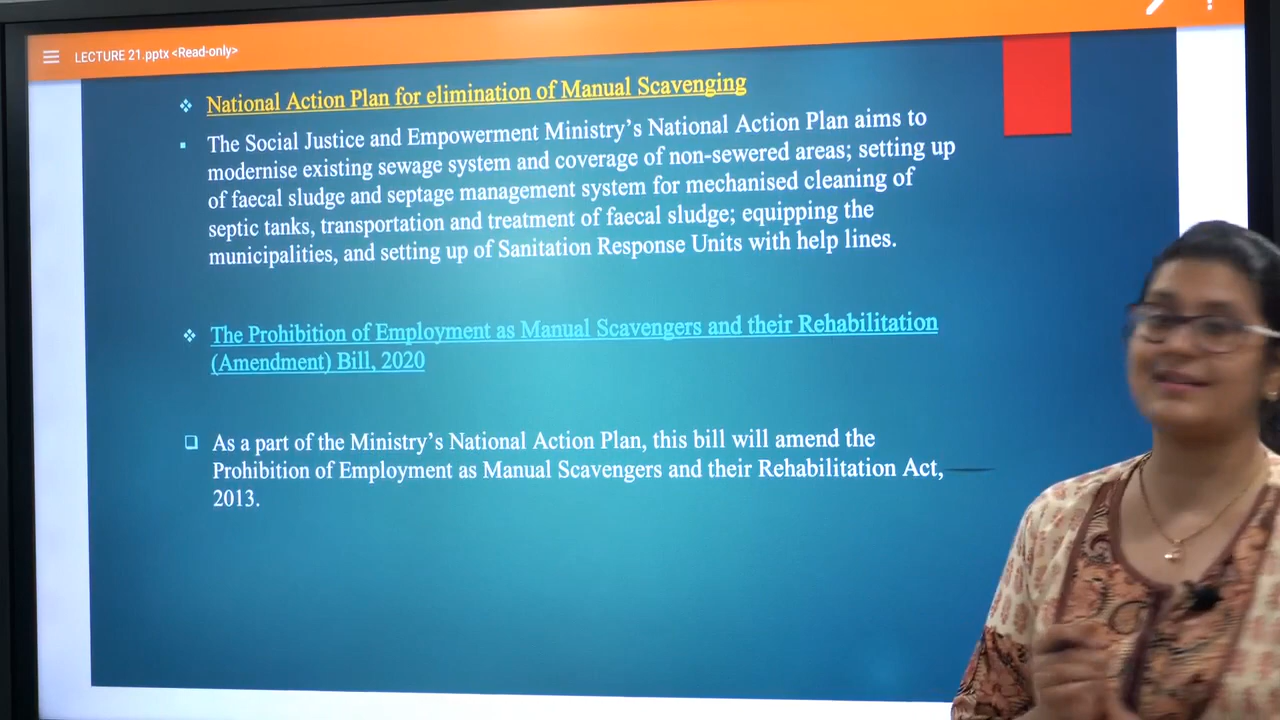 LECTURE 21.pptx <Read-only>
National Action Plan for elimination of Manual Scavenging
The Social Justice and Empowerment Ministry's National Action Plan aims to
modernise existing sewage system and coverage of non-sewered areas; setting up
of faecal sludge and septage management system for mechanised cleaning of
septic tanks, transportation and treatment of faecal sludge; equipping the
municipalities, and setting up of Sanitation Response Units with help lines.
The Prohibition of Employment as Manual Scavengers and their Rehabilitation
(Amendment) Bill, 2020
As a part of the Ministry's National Action Plan, this bill will amend the
Prohibition of Employment as Manual Scavengers and their Rehabilitation Act,
2013.